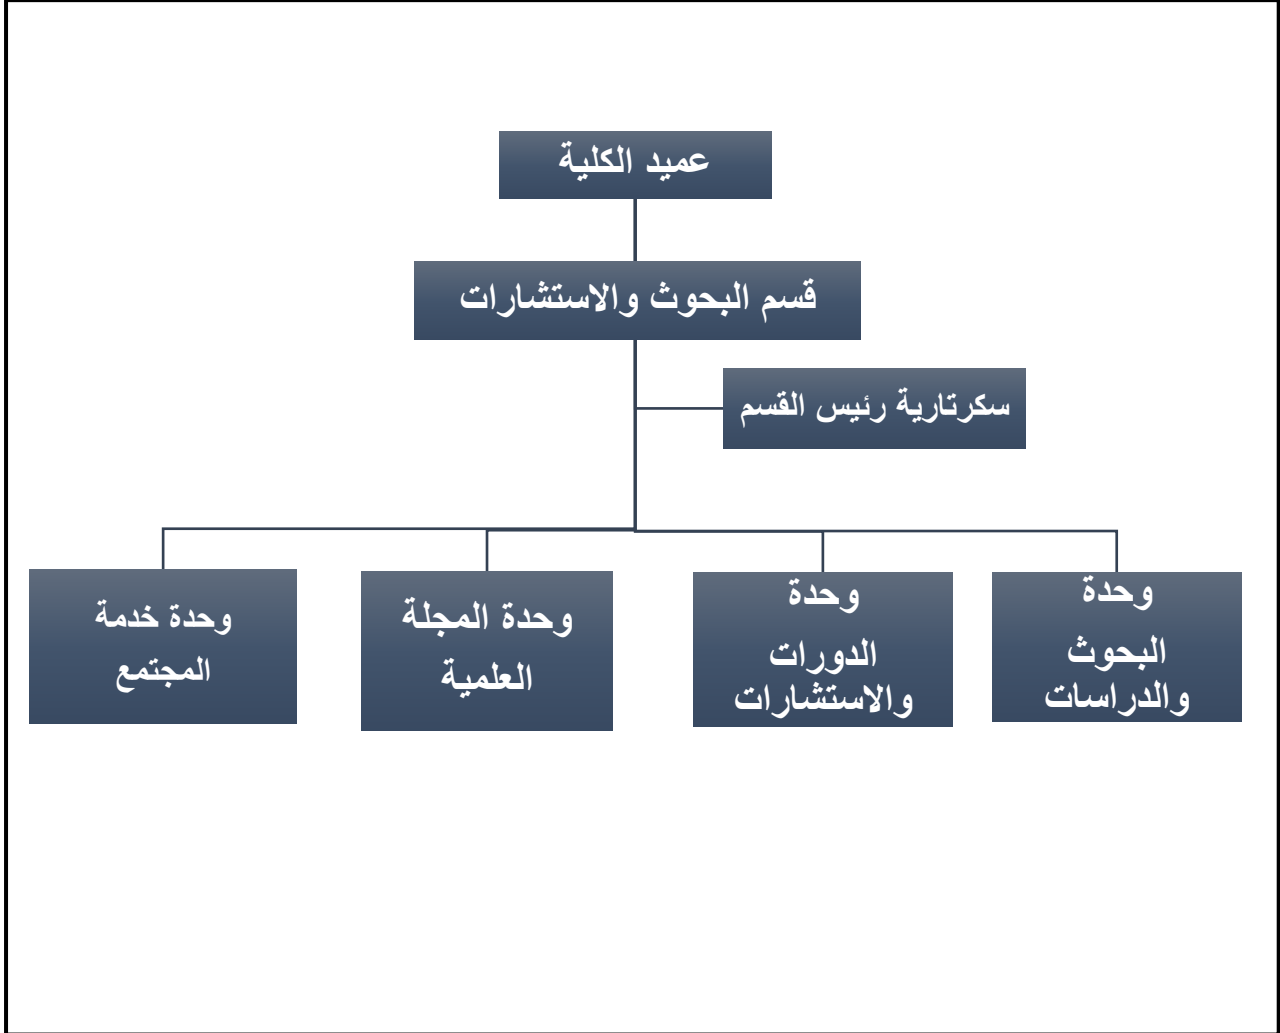 عميد الكلية
قسم البحوث والاستشارات
سكرتارية رئيس القسم
وحدة
البحوث
والدراسات
وحدة
الدورات
والاستشارات
وحدة المجلة
العلمية
وحدة خدمة
المجتمع